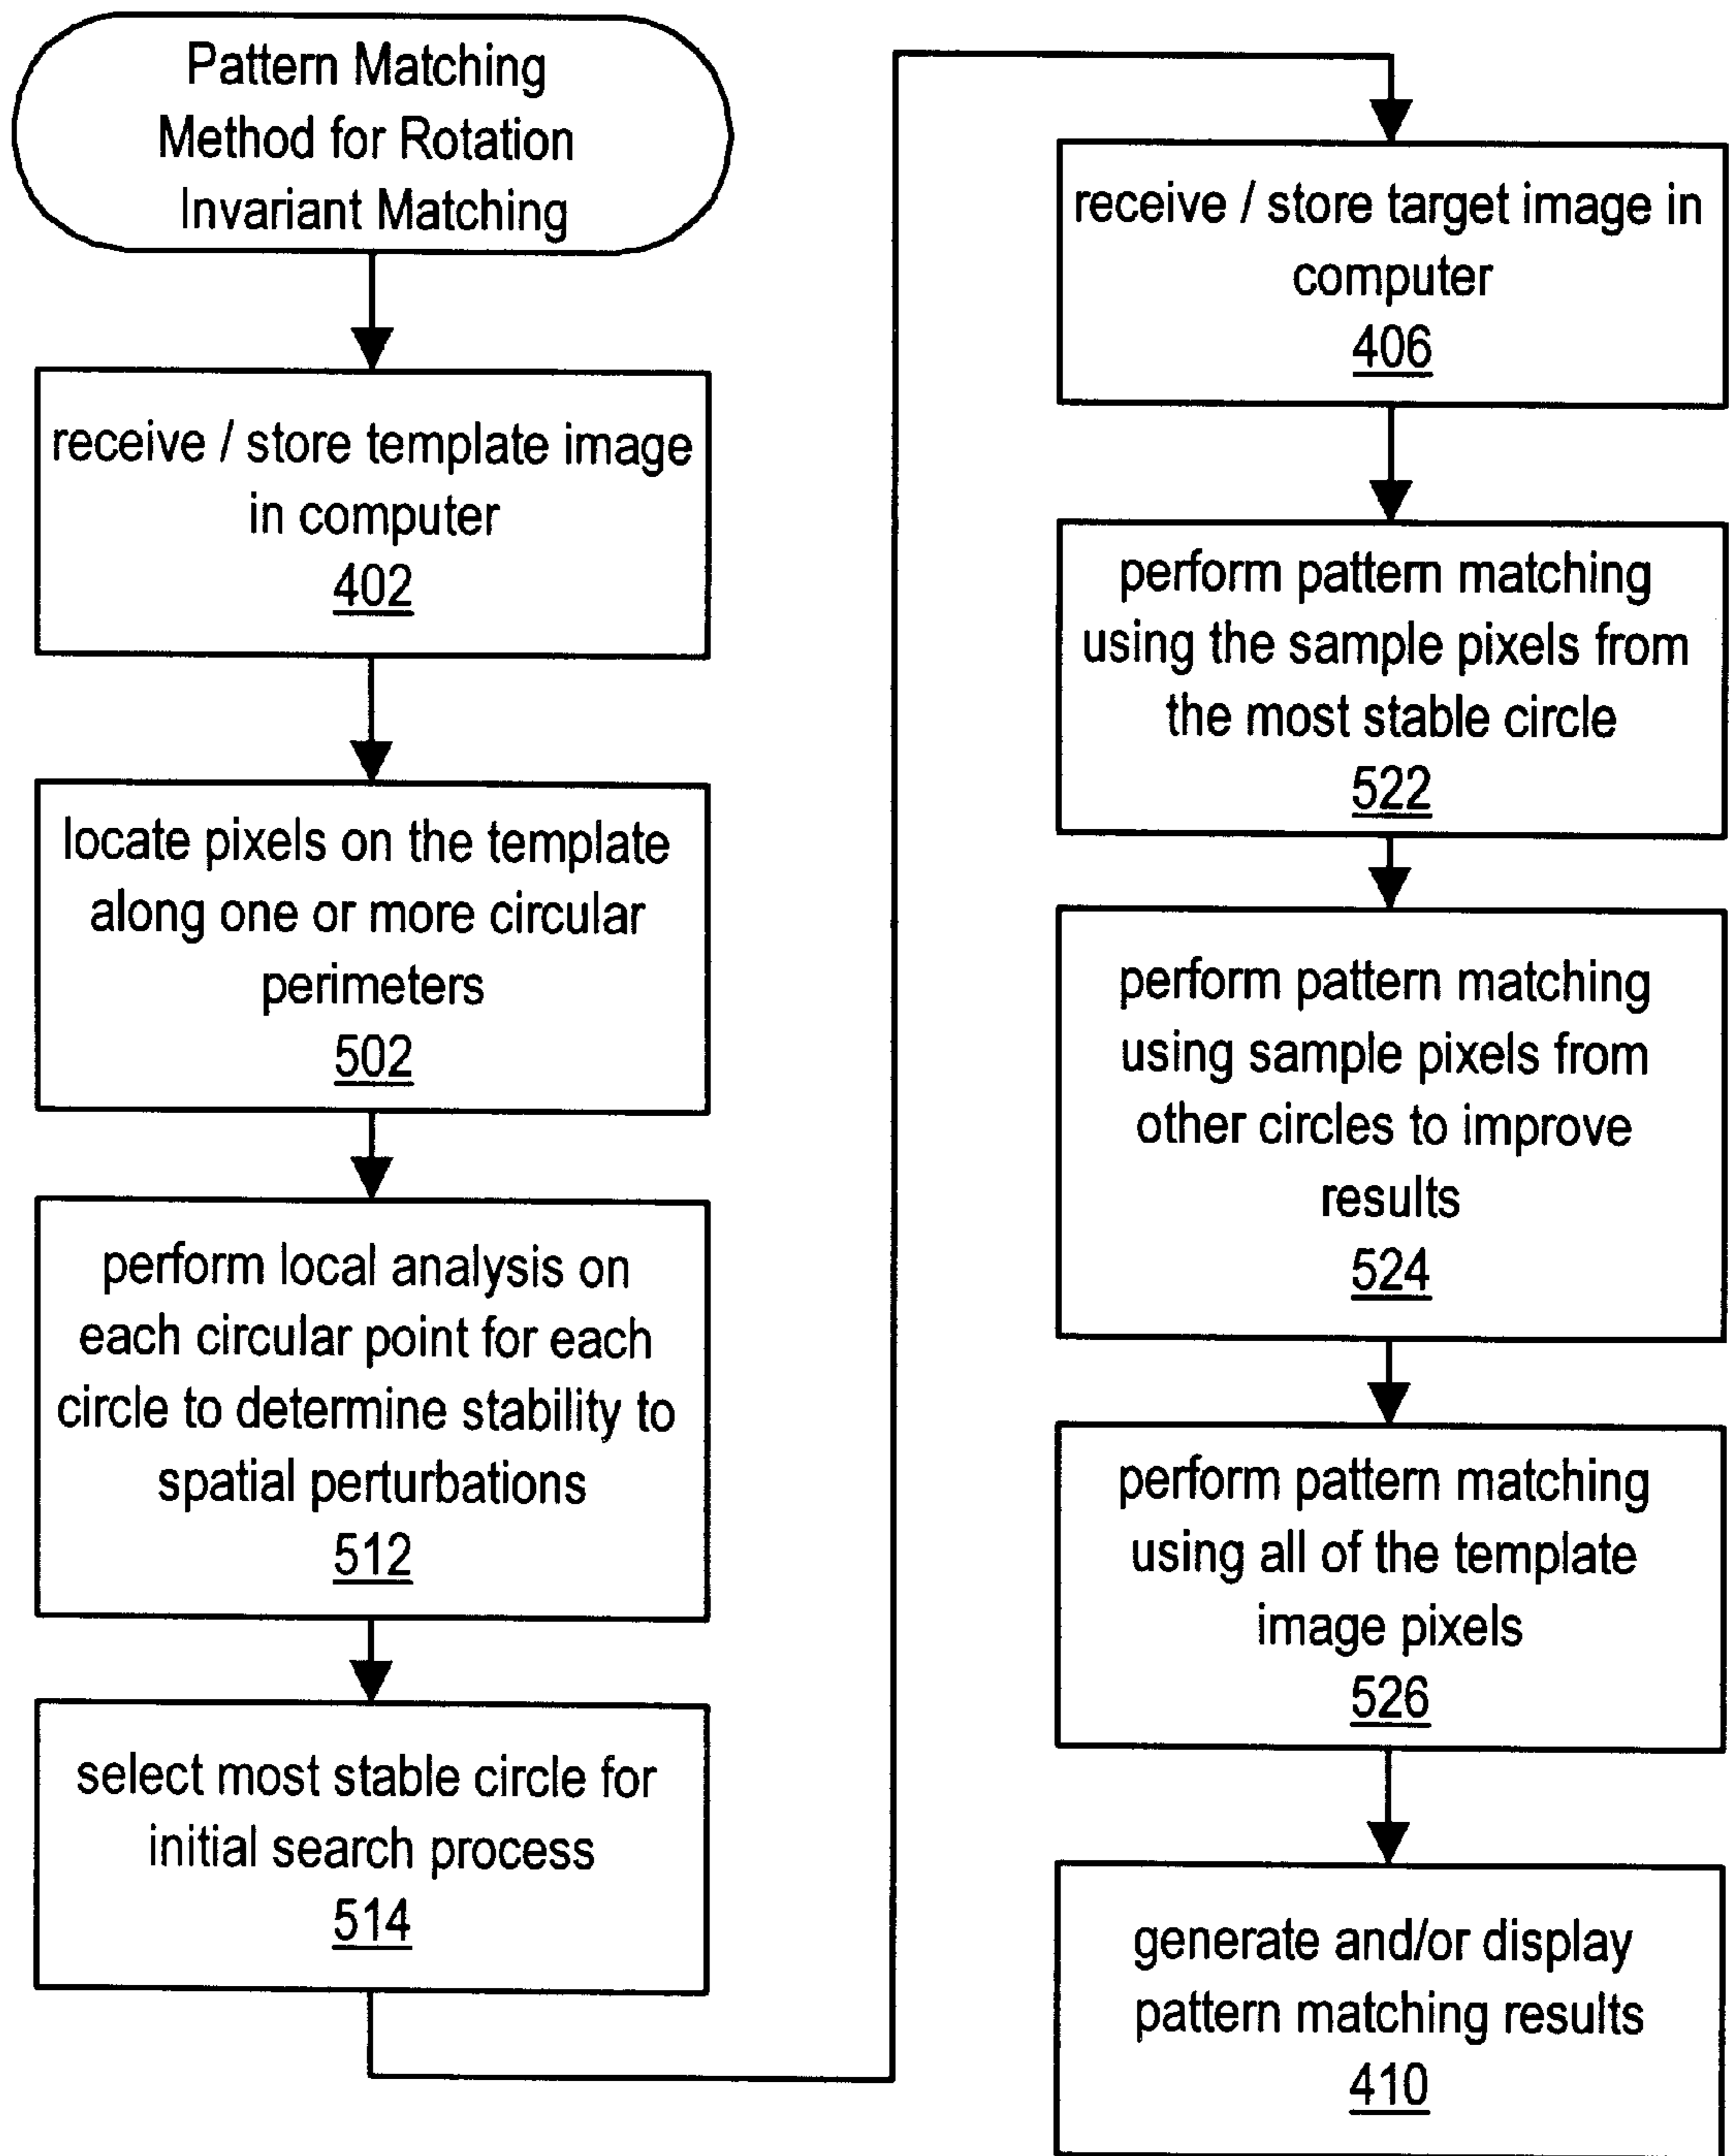 Pattern Matching
Method for Rotation
Invariant Matching
receive / store template image
in computer
402
locate pixels on the template
along one or more circular
perimeters
502
perform local analysis on
each circular point for each
circle to determine stability to
spatial perturbations
512
select most stable circle for
initial search process
514
receive / store target image in
computer
406
perform pattern matching
using the sample pixels from
the most stable circle
522
perform pattern matching
using sample pixels from
other circles to improve
results
524
perform pattern matching
using all of the template
image pixels
526
generate and/or display
pattern matching results
410